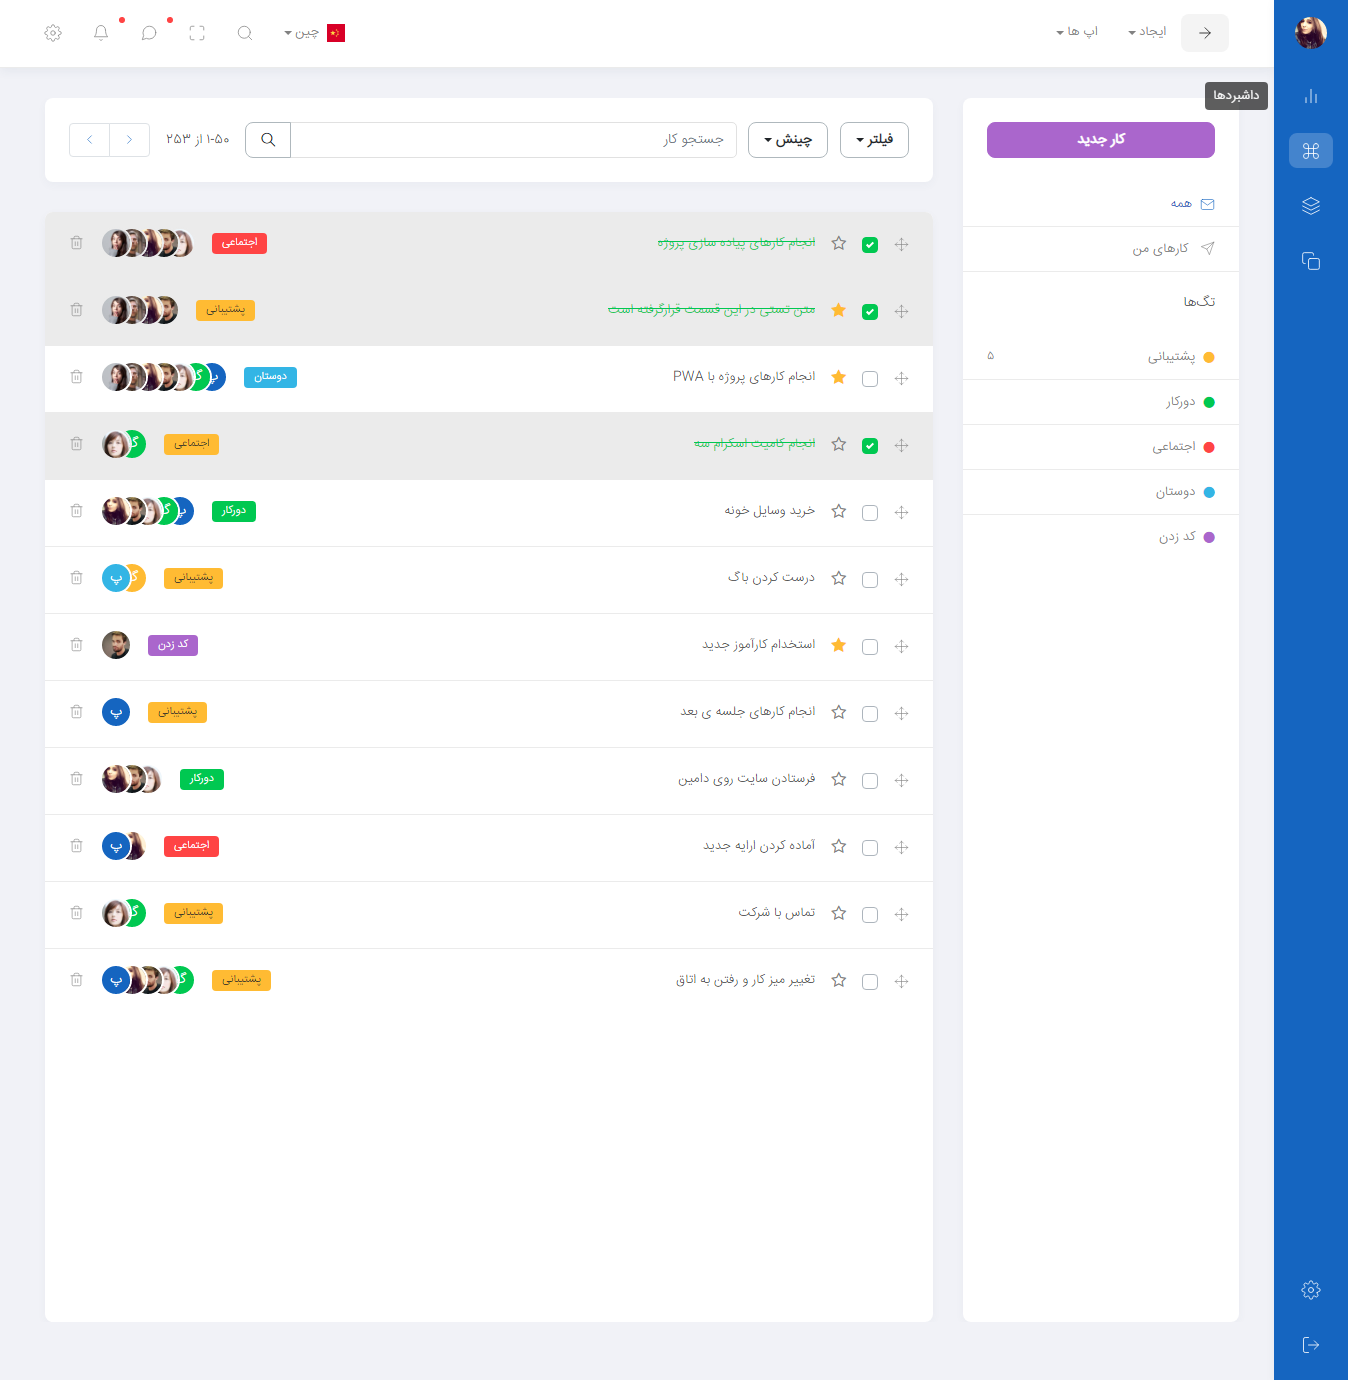 ایجاد
اپ ها
چین
داشبردها
کار جدید
همه
کارهای من
تگ‌ها
پشتیبانی
۵
دورکار
اجتماعی
دوستان
کد زدن
فیلتر
چینش
جستجو کار
۱-۵۰ از ۲۵۳
انجام کارهای پیاده سازی پروژه
اجتماعی
متن تستی در این قسمت قرارگرفته است
پشتیبانی
انجام کارهای پروژه با PWA
دوستان
پ
گ
انجام کامیت اسکرام سه
اجتماعی
گ
خرید وسایل خونه
دورکار
پ
گ
درست کردن باگ
پشتیبانی
گ
پ
استخدام کارآموز جدید
کد زدن
انجام کارهای جلسه ی بعد
پشتیبانی
پ
فرستادن سایت روی دامین
دورکار
آماده کردن ارایه جدید
اجتماعی
پ
تماس با شرکت
پشتیبانی
گ
تغییر میز کار و رفتن به اتاق
پشتیبانی
گ
پ